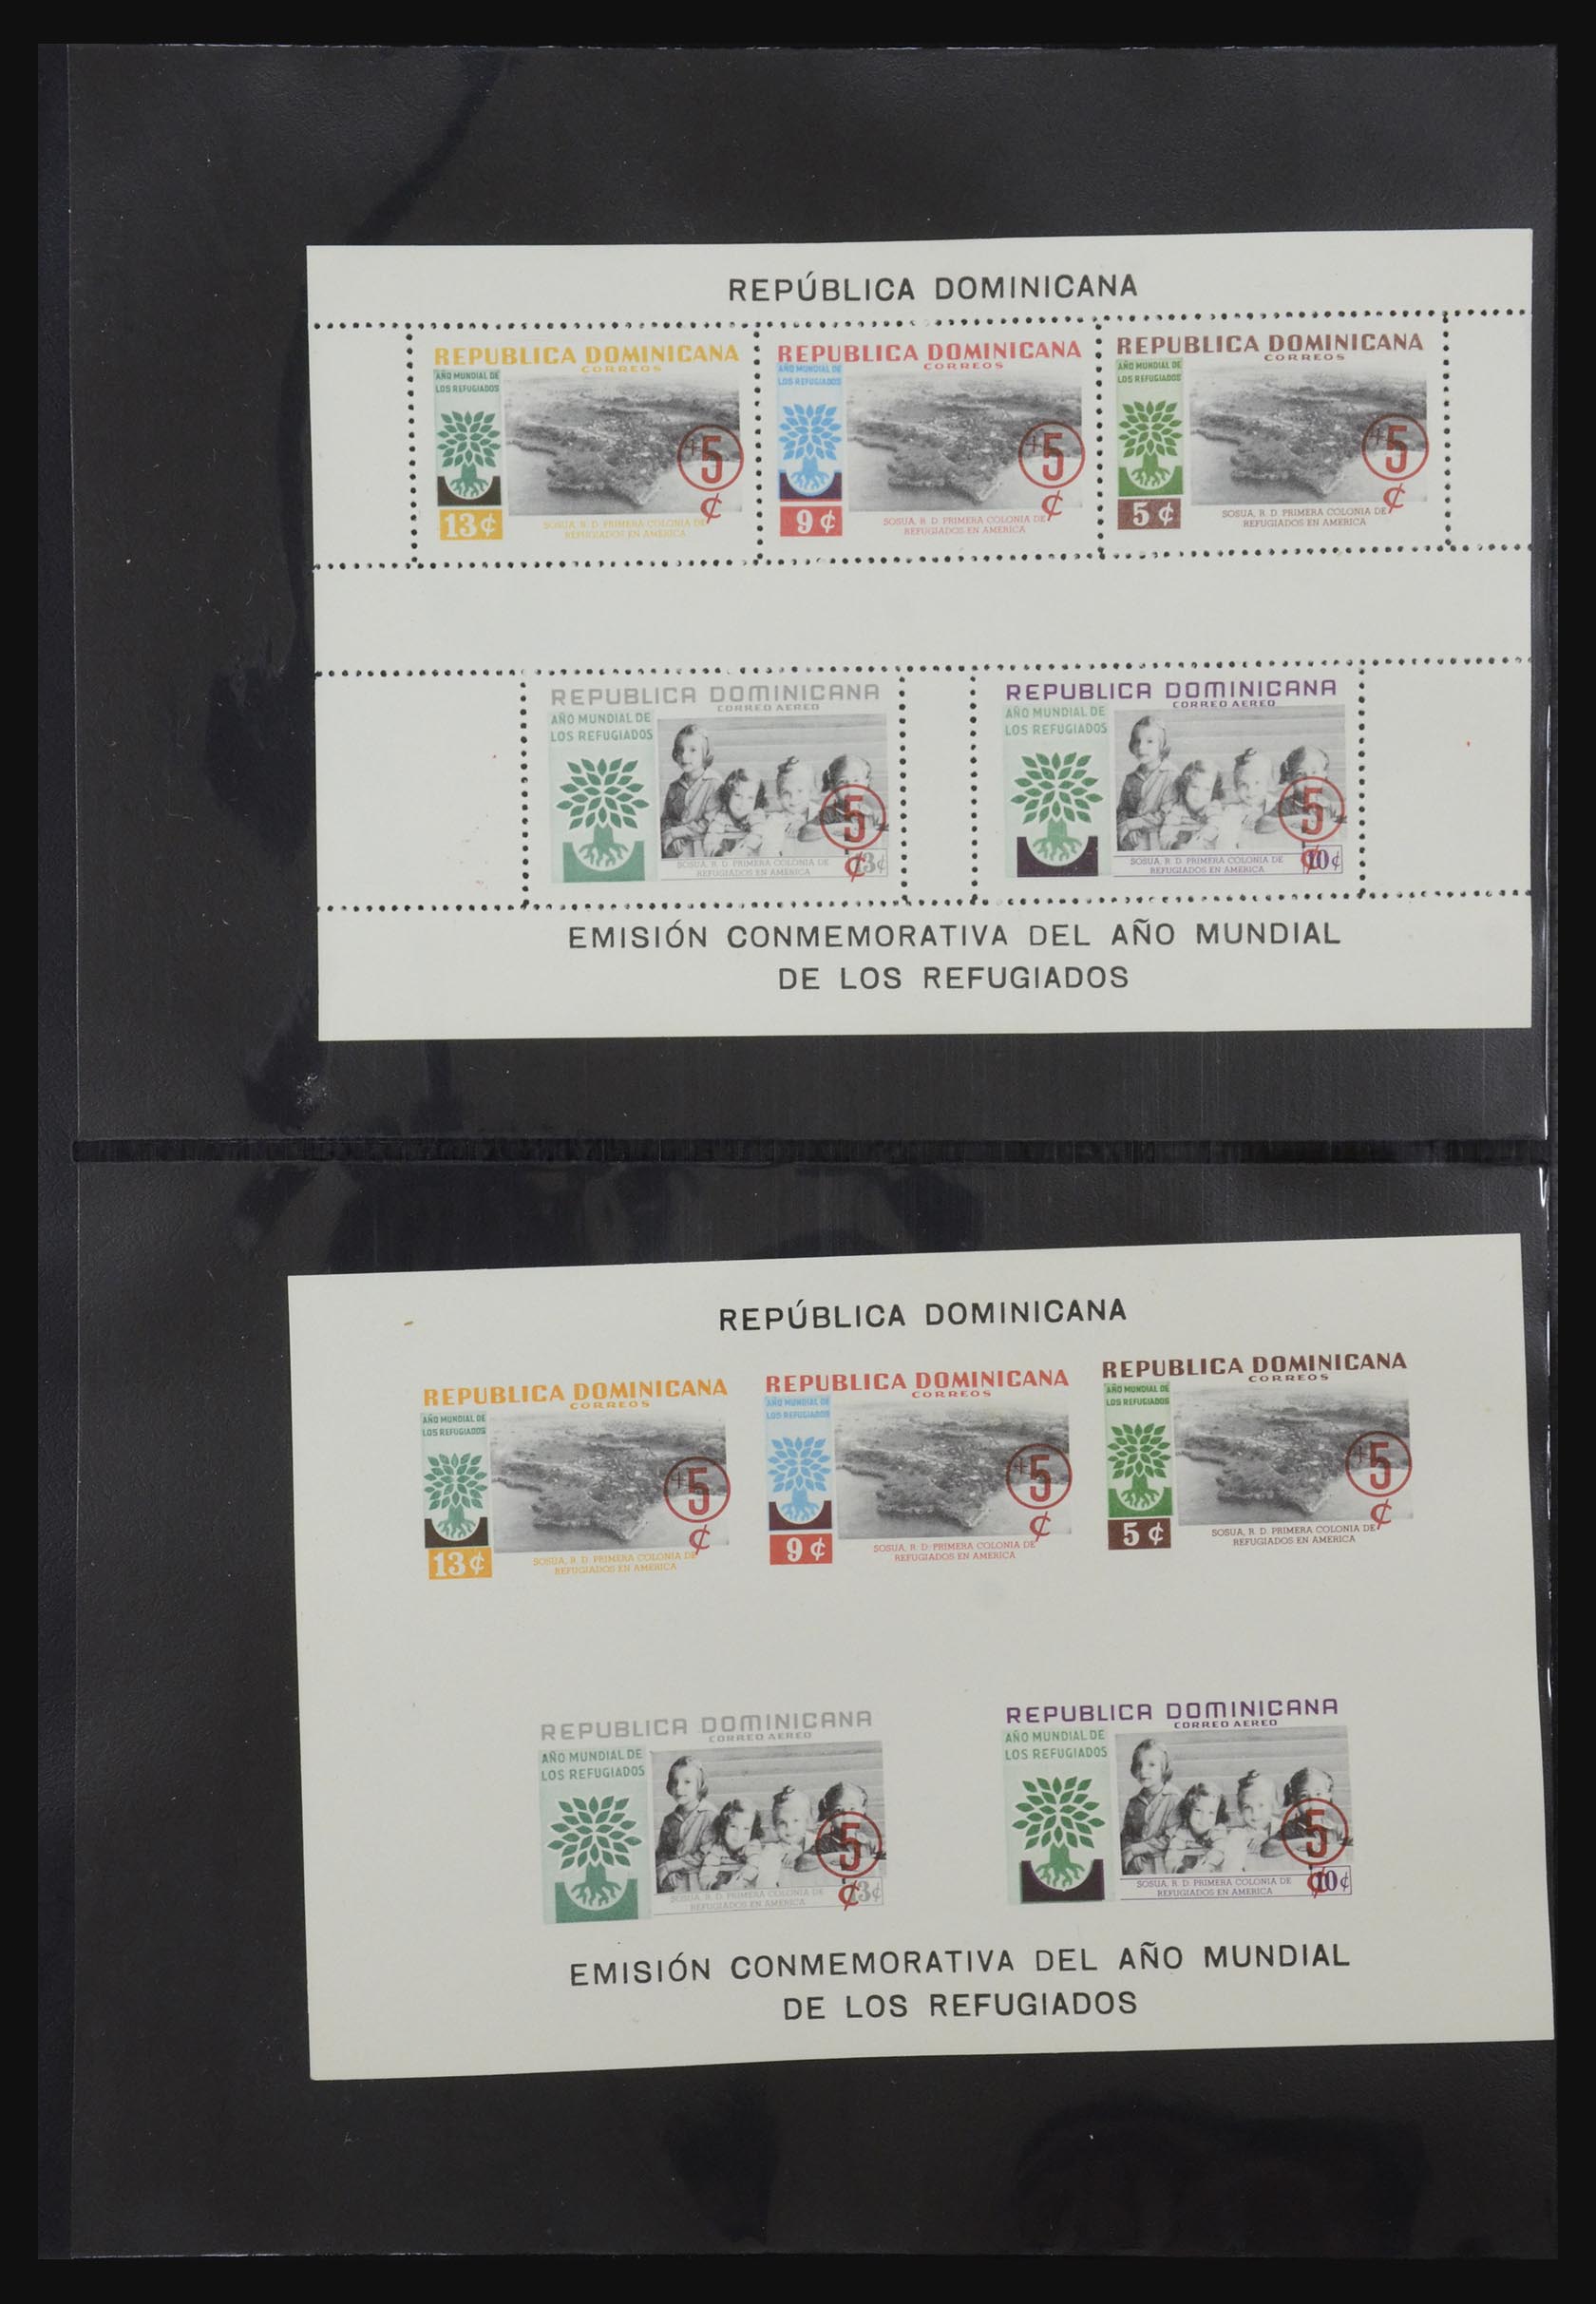 REPÚBLICA DOMINICANA
REPUBLICA DOMINICANA
CORREOS
AÑO MUNDIAL DE
LOS REFUGIADOS
+5
¢
13¢
SOSUA, R. D. PRIMERA COLONIA DE
REFUGIADOS EN AMERICA
REPUBLICA DOMINICANA
CORREOS
AÑO MUNDIAL DE
LOS REFUGIADOS
+5
¢
9¢
SOSUA, R. D. PRIMERA COLONIA DE
REFUGIADOS EN AMERICA
REPUBLICA DOMINICANA
CORREOS
AÑO MUNDIAL DE
LOS REFUGIADOS
+5
¢
5¢
SOSUA, R. D. PRIMERA COLONIA DE
REFUGIADOS EN AMERICA
REPUBLICA DOMINICANA
CORREO AEREO
AÑO MUNDIAL DE
LOS REFUGIADOS
5
¢
13¢
SOSUA, R. D. PRIMERA COLONIA DE
REFUGIADOS EN AMERICA
REPUBLICA DOMINICANA
CORREO AEREO
AÑO MUNDIAL DE
LOS REFUGIADOS
5
¢
10¢
SOSUA, R. D. PRIMERA COLONIA DE
REFUGIADOS EN AMERICA
EMISIÓN CONMEMORATIVA DEL AÑO MUNDIAL
DE LOS REFUGIADOS
REPÚBLICA DOMINICANA
REPUBLICA DOMINICANA
CORREOS
AÑO MUNDIAL DE
LOS REFUGIADOS
+5
¢
13¢
SOSUA, R. D. PRIMERA COLONIA DE
REFUGIADOS EN AMERICA
REPUBLICA DOMINICANA
CORREOS
AÑO MUNDIAL DE
LOS REFUGIADOS
+5
¢
9¢
SOSUA, R. D. PRIMERA COLONIA DE
REFUGIADOS EN AMERICA
REPUBLICA DOMINICANA
CORREOS
AÑO MUNDIAL DE
LOS REFUGIADOS
+5
¢
5¢
SOSUA, R. D. PRIMERA COLONIA DE
REFUGIADOS EN AMERICA
REPUBLICA DOMINICANA
CORREO AEREO
AÑO MUNDIAL DE
LOS REFUGIADOS
5
¢
13¢
SOSUA, R. D. PRIMERA COLONIA DE
REFUGIADOS EN AMERICA
REPUBLICA DOMINICANA
CORREO AEREO
AÑO MUNDIAL DE
LOS REFUGIADOS
5
¢
10¢
SOSUA, R. D. PRIMERA COLONIA DE
REFUGIADOS EN AMERICA
EMISIÓN CONMEMORATIVA DEL AÑO MUNDIAL
DE LOS REFUGIADOS